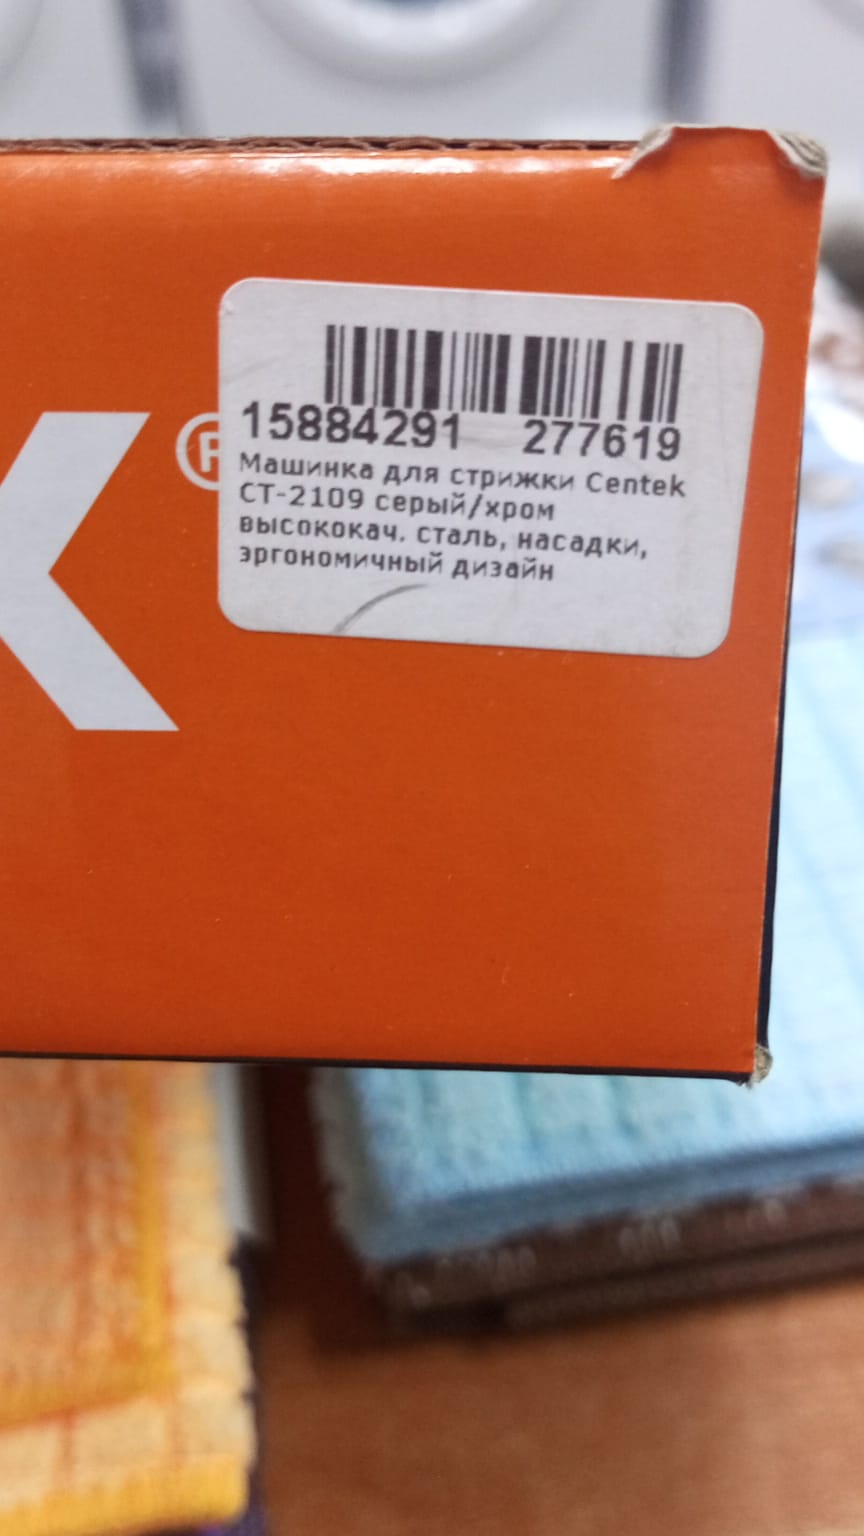 K®
15884291 277619
Машинка для стрижки Centek
CT-2109 серый/хром
высококач. сталь, насадки,
эргономичный дизайн